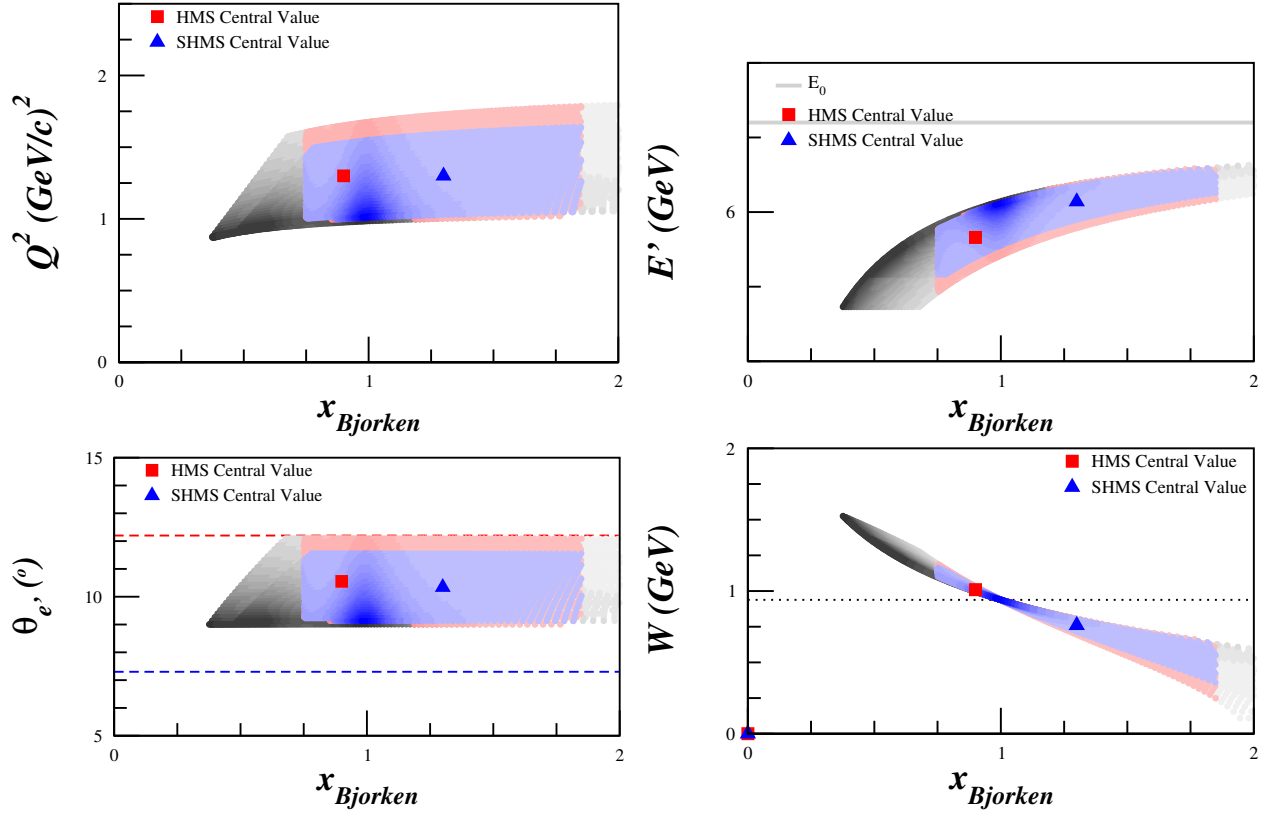 HMS Central Value
SHMS Central Value
Q² (GeV/c)²
2
1
0
0
1
2
x_Bjorken
E₀
HMS Central Value
SHMS Central Value
E' (GeV)
6
0
1
2
x_Bjorken
HMS Central Value
SHMS Central Value
θ_e', (°)
15
10
5
0
1
2
x_Bjorken
HMS Central Value
SHMS Central Value
W (GeV)
2
1
0
0
1
2
x_Bjorken